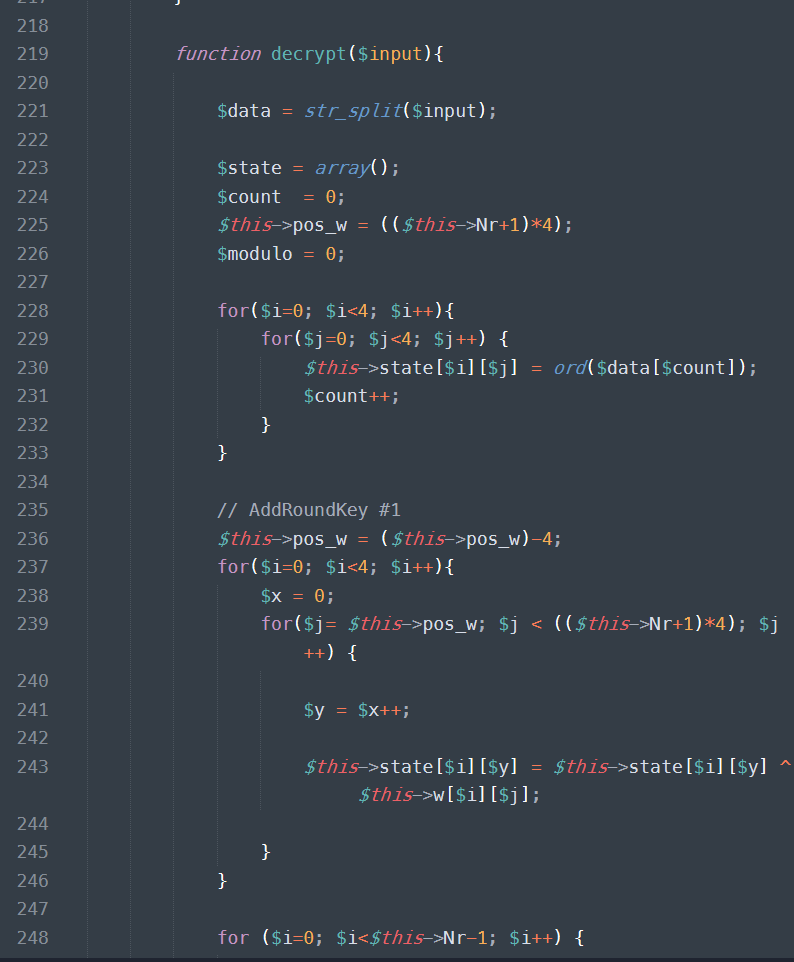 217 }
218
219 function decrypt($input){
220
221 $data = str_split($input);
222
223 $state = array();
224 $count  = 0;
225 $this->pos_w = (($this->Nr+1)*4);
226 $modulo = 0;
227
228 for($i=0; $i<4; $i++){
229 for($j=0; $j<4; $j++) {
230 $this->state[$i][$j] = ord($data[$count]);
231 $count++;
232 }
233 }
234
235 // AddRoundKey #1
236 $this->pos_w = ($this->pos_w)-4;
237 for($i=0; $i<4; $i++){
238 $x = 0;
239 for($j= $this->pos_w; $j < (($this->Nr+1)*4); $j
++) {
240
241 $y = $x++;
242
243 $this->state[$i][$y] = $this->state[$i][$y] ^
$this->w[$i][$j];
244
245 }
246 }
247
248 for ($i=0; $i<$this->Nr-1; $i++) {